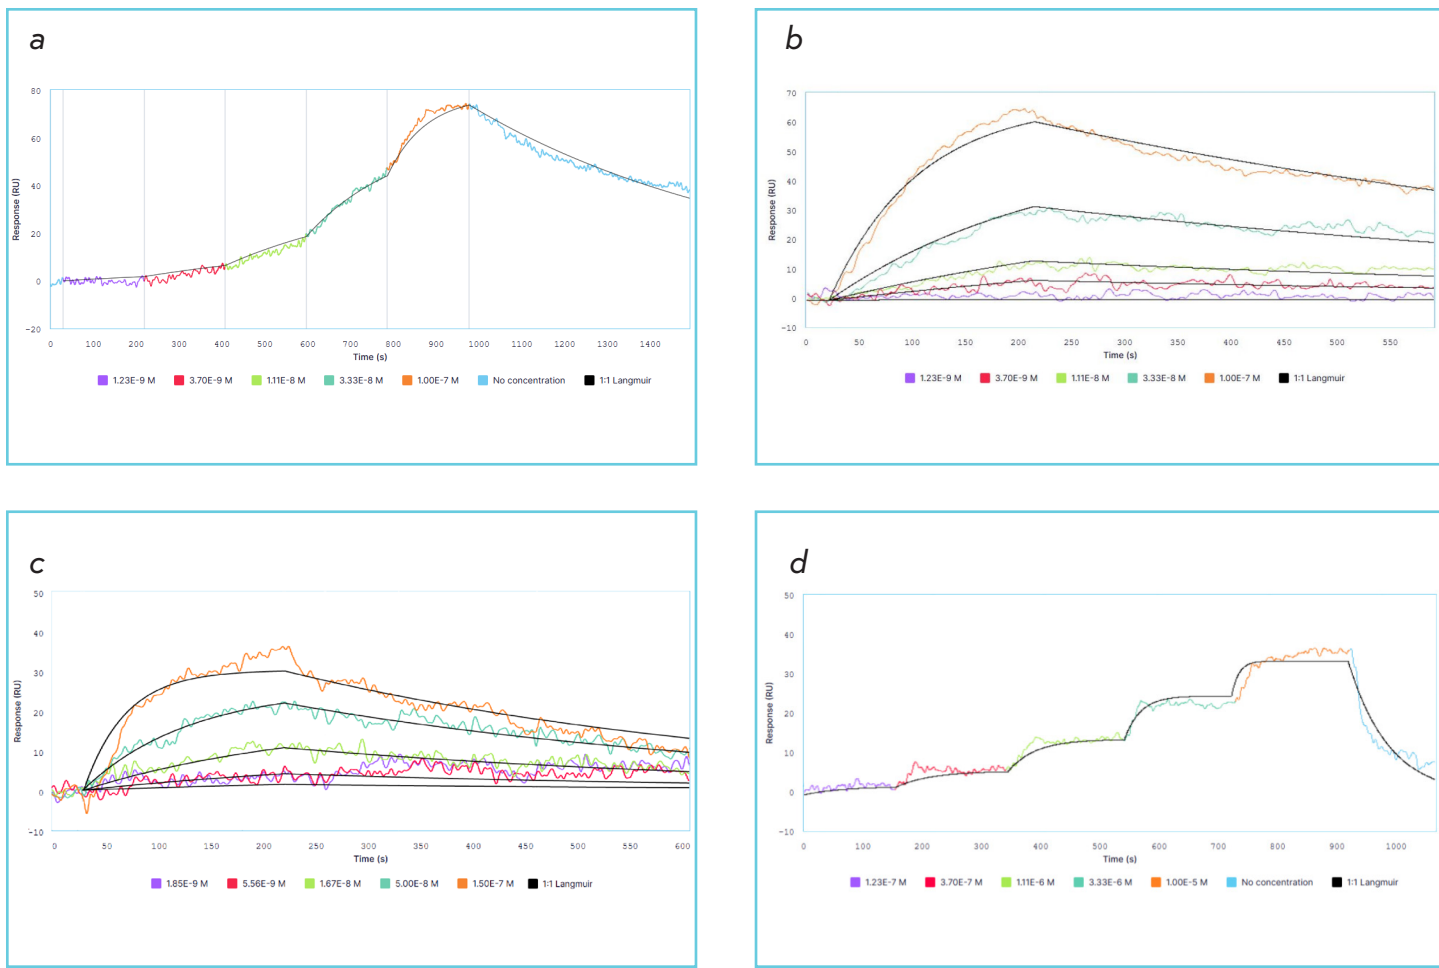 a
80
60
40
20
0
−20
Response (RU)
0 100 200 300 400 500 600 700 800 900 1000 1100 1200 1300 1400
Time (s)
1.23E-9 M 3.70E-9 M 1.11E-8 M 3.33E-8 M 1.00E-7 M No concentration 1:1 Langmuir
b
70
60
50
40
30
20
10
0
−10
Response (RU)
0 50 100 150 200 250 300 350 400 450 500 550
Time (s)
1.23E-9 M 3.70E-9 M 1.11E-8 M 3.33E-8 M 1.00E-7 M 1:1 Langmuir
c
50
40
30
20
10
0
−10
Response (RU)
0 50 100 150 200 250 300 350 400 450 500 550 600
Time (s)
1.85E-9 M 5.56E-9 M 1.67E-8 M 5.00E-8 M 1.50E-7 M 1:1 Langmuir
d
50
40
30
20
10
0
−10
Response (RU)
0 100 200 300 400 500 600 700 800 900 1000
Time (s)
1.23E-7 M 3.70E-7 M 1.11E-6 M 3.33E-6 M 1.00E-5 M No concentration 1:1 Langmuir